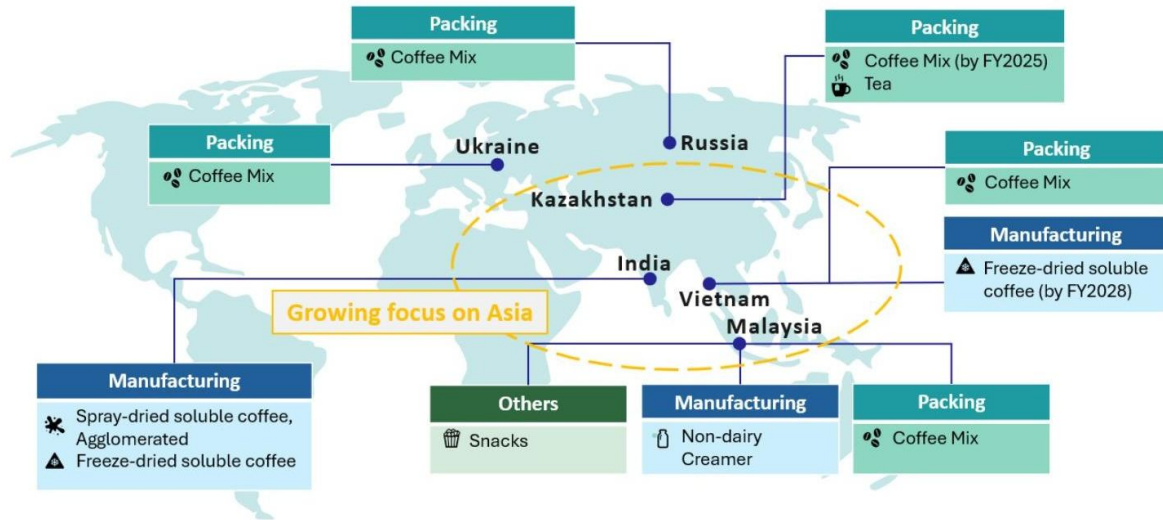 Packing
Coffee Mix
Packing
Coffee Mix (by FY2025)
Tea
Packing
Coffee Mix
Ukraine
Russia
Packing
Coffee Mix
Kazakhstan
Manufacturing
Freeze-dried soluble
coffee (by FY2028)
India
Vietnam
Growing focus on Asia
Malaysia
Manufacturing
Spray-dried soluble coffee,
Agglomerated
Freeze-dried soluble coffee
Others
Snacks
Manufacturing
Non-dairy
Creamer
Packing
Coffee Mix